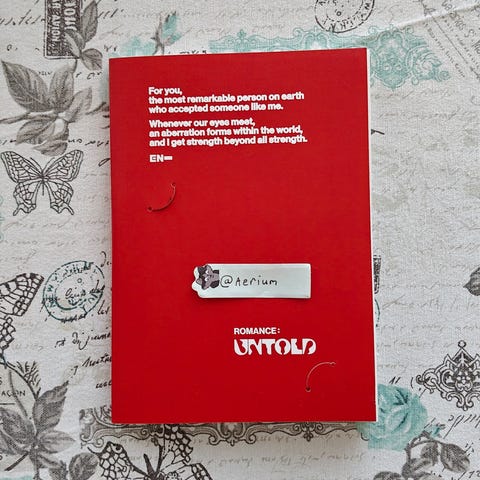 For you,
the most remarkable person on earth
who accepted someone like me.
Whenever our eyes meet,
an aberration forms within the world,
and I get strength beyond all strength.
EN-
@Aerium
ROMANCE:
UNTOLD